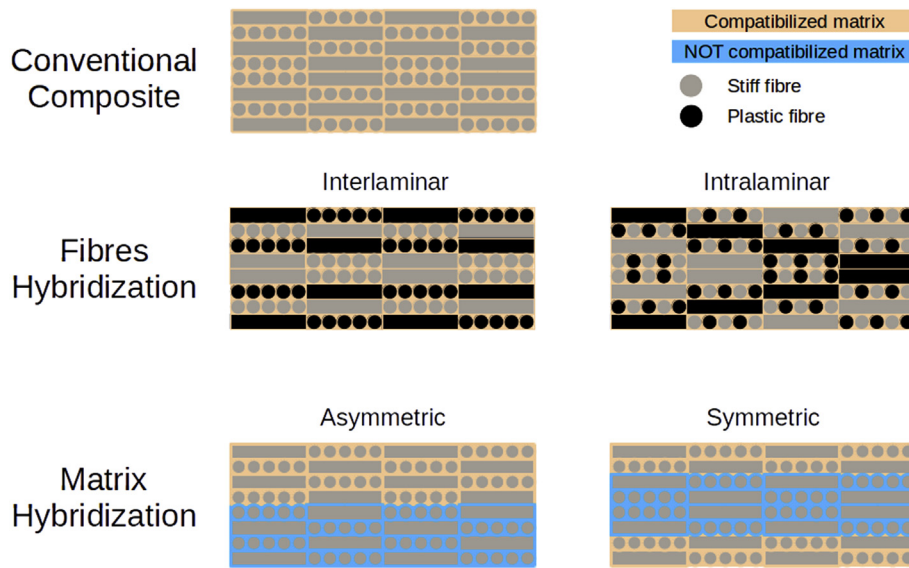 Conventional
Composite
Compatibilized matrix
NOT compatibilized matrix
Stiff fibre
Plastic fibre
Interlaminar
Intralaminar
Fibres
Hybridization
Asymmetric
Symmetric
Matrix
Hybridization